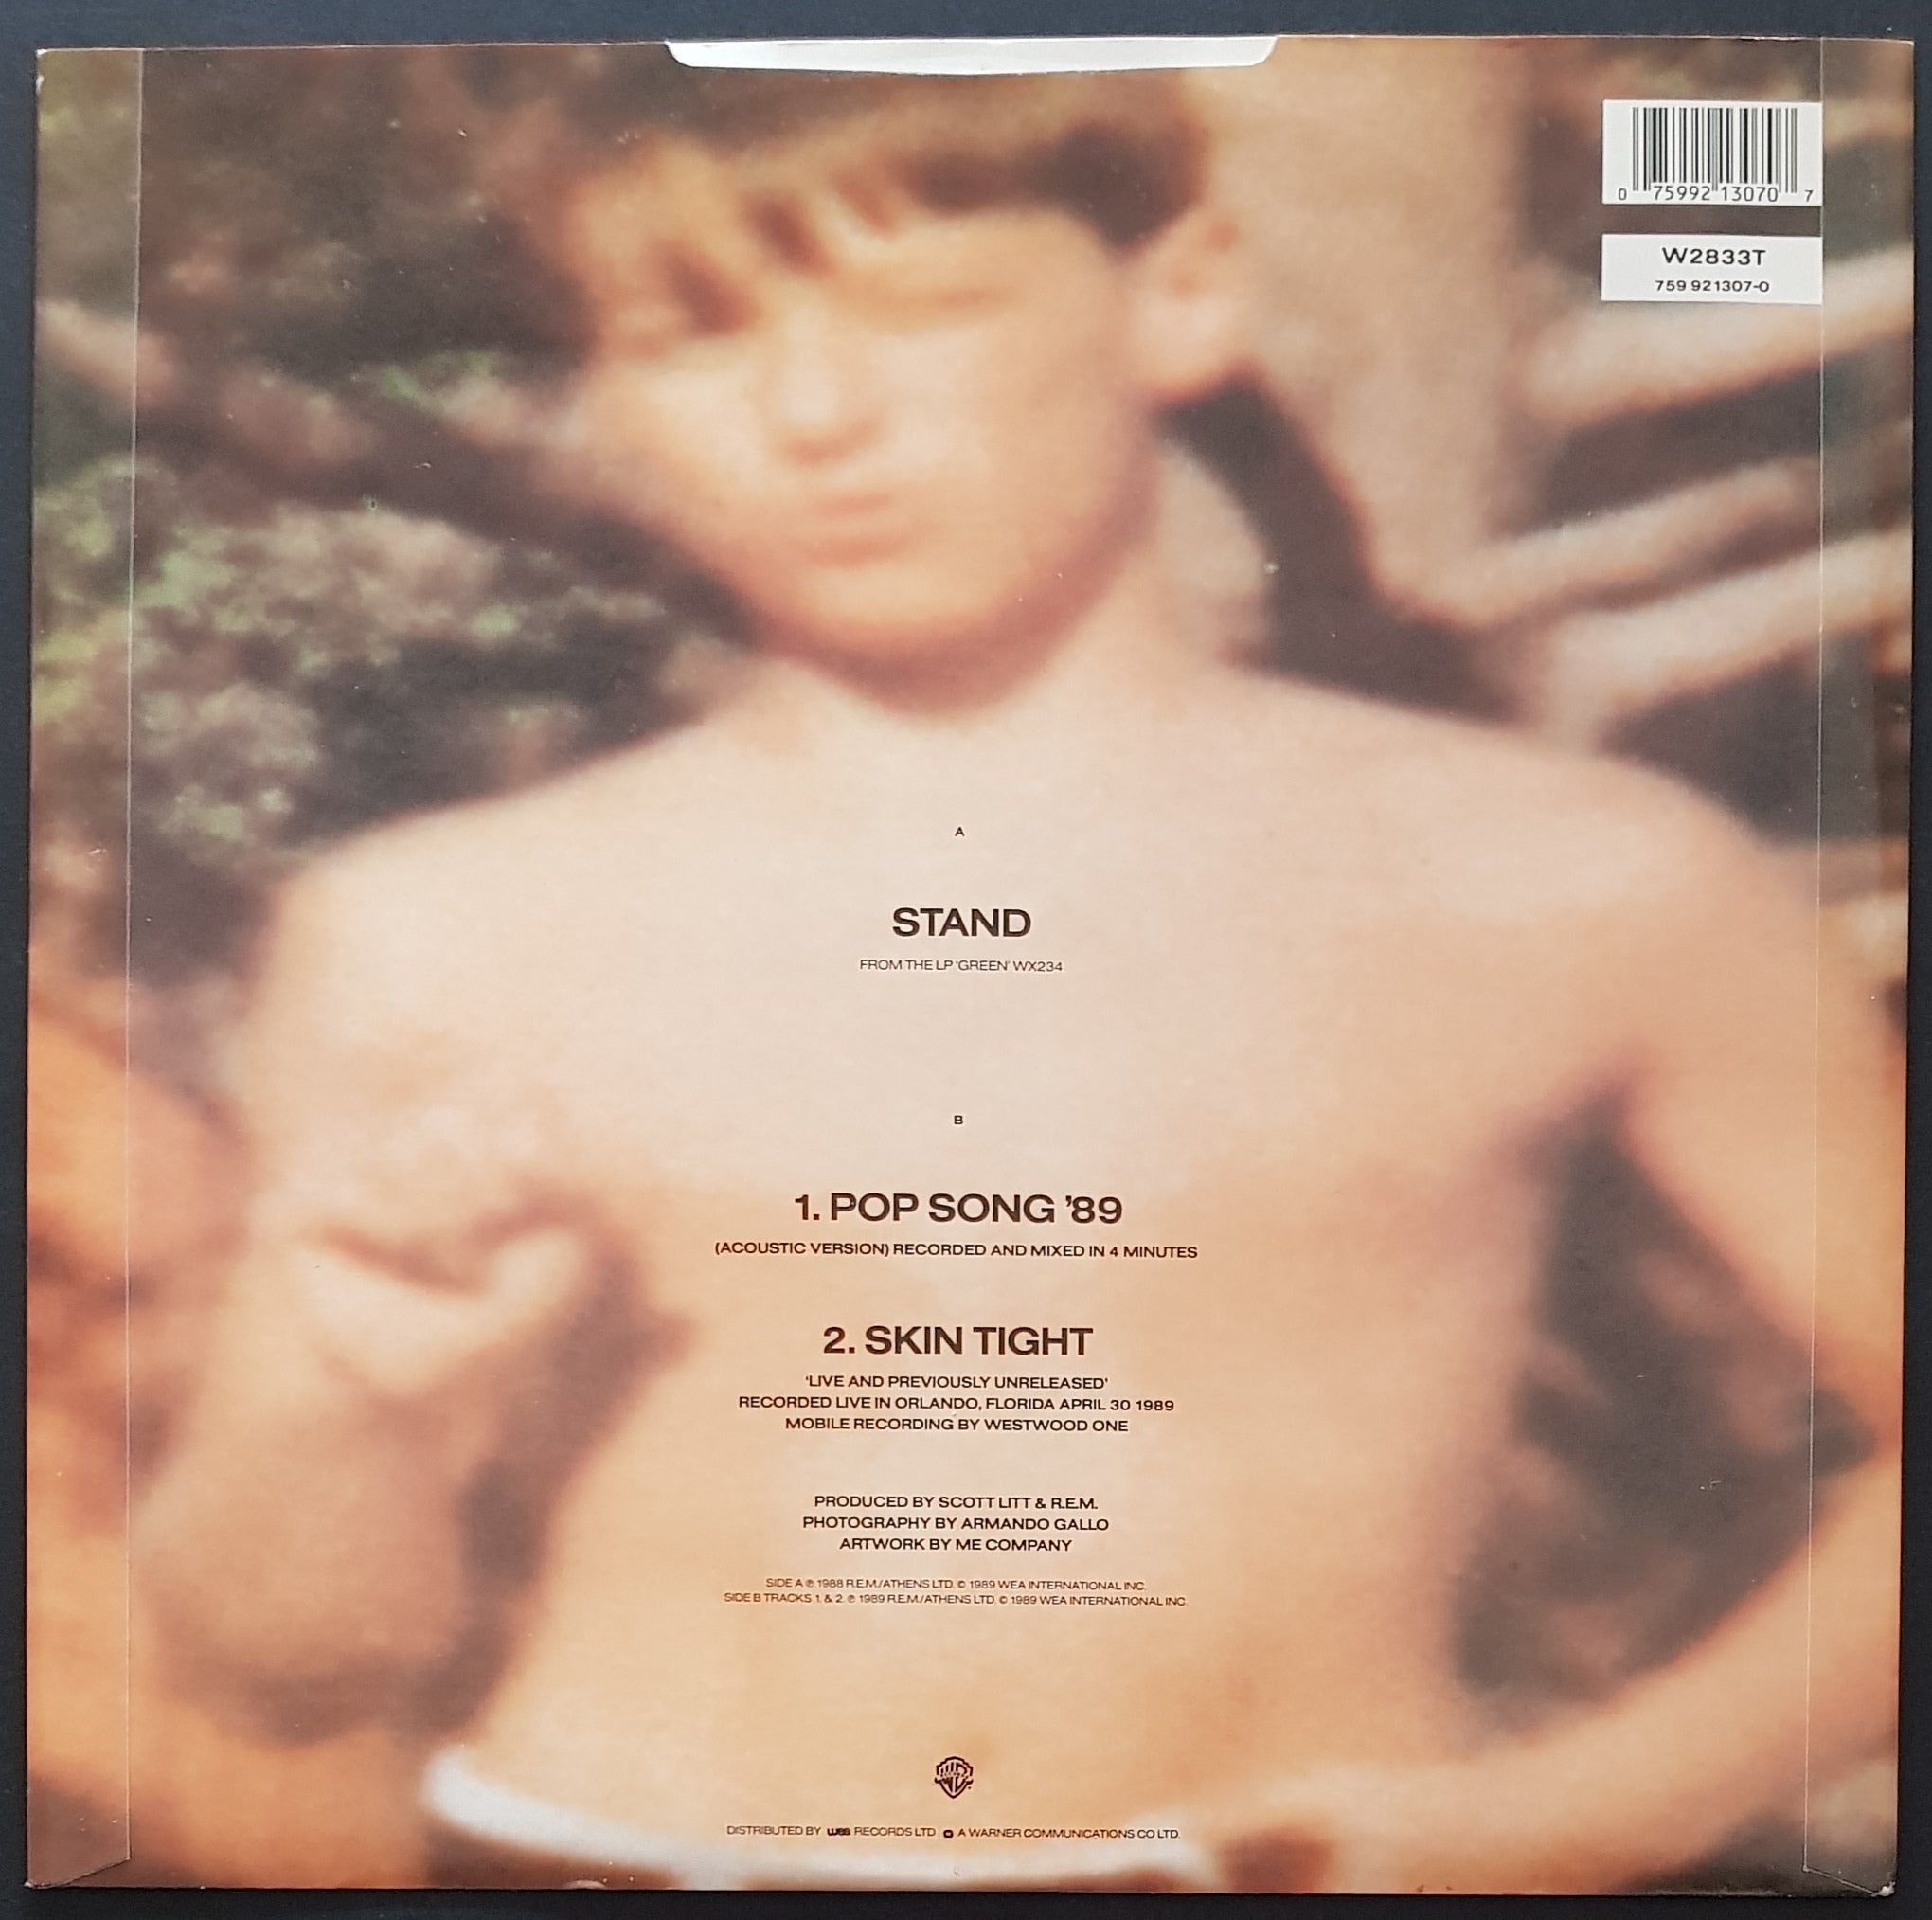 0 75992 13070 7
W2833T
759 921307-0
A
STAND
FROM THE LP 'GREEN' WX234
B
1. POP SONG '89
(ACOUSTIC VERSION) RECORDED AND MIXED IN 4 MINUTES
2. SKIN TIGHT
'LIVE AND PREVIOUSLY UNRELEASED'
RECORDED LIVE IN ORLANDO, FLORIDA APRIL 30 1989
MOBILE RECORDING BY WESTWOOD ONE
PRODUCED BY SCOTT LITT & R.E.M.
PHOTOGRAPHY BY ARMANDO GALLO
ARTWORK BY ME COMPANY
SIDE A ℗ 1988 R.E.M./ATHENS LTD. © 1989 WEA INTERNATIONAL INC.
SIDE B TRACKS 1. & 2. ℗ 1989 R.E.M./ATHENS LTD. © 1989 WEA INTERNATIONAL INC.
DISTRIBUTED BY wea RECORDS LTD. A WARNER COMMUNICATIONS CO LTD.